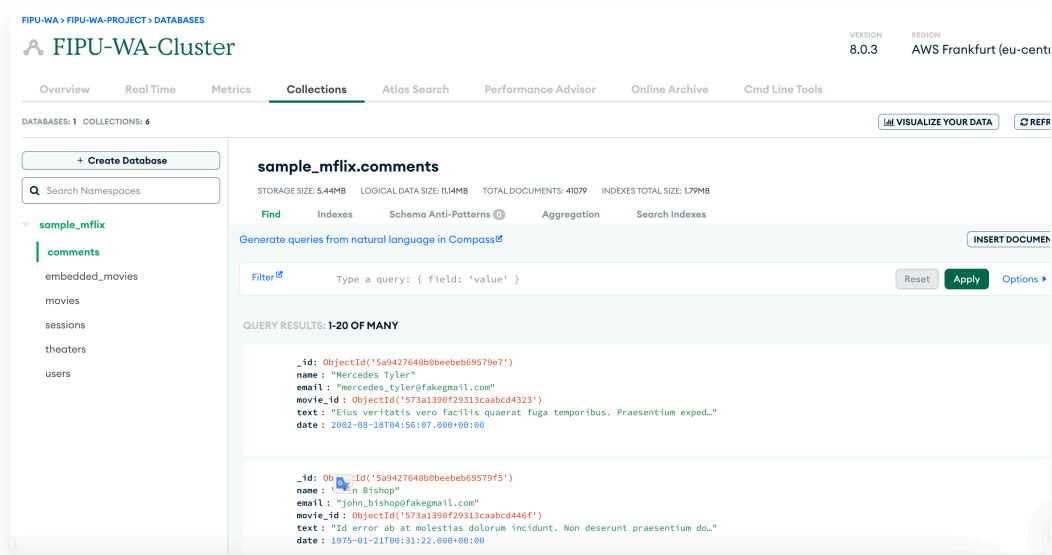 FIPU-WA > FIPU-WA-PROJECT > DATABASES
FIPU-WA-Cluster
VERSION
8.0.3
REGION
AWS Frankfurt (eu-centr
Overview Real Time Metrics Collections Atlas Search Performance Advisor Online Archive Cmd Line Tools
DATABASES: 1 COLLECTIONS: 6
VISUALIZE YOUR DATA
REFR
+ Create Database
Search Namespaces
sample_mflix
comments
embedded_movies
movies
sessions
theaters
users
sample_mflix.comments
STORAGE SIZE: 5.44MB LOGICAL DATA SIZE: 11.14MB TOTAL DOCUMENTS: 41079 INDEXES TOTAL SIZE: 1.79MB
Find Indexes Schema Anti-Patterns 0 Aggregation Search Indexes
Generate queries from natural language in Compass
INSERT DOCUMEN
Filter Type a query: { field: 'value' } Reset Apply Options
QUERY RESULTS: 1-20 OF MANY
_id: ObjectId('5a9427648b0beebeb69579e7')
name : "Mercedes Tyler"
email : "mercedes_tyler@fakegmail.com"
movie_id : ObjectId('573a1390f29313caabcd4323')
text : "Eius veritatis vero facilis quaerat fuga temporibus. Praesentium exped…"
date : 2002-08-18T04:56:07.000+00:00
_id: Ob tId('5a9427648b0beebeb69579f5')
name : Bishop"
email : "john_bishop@fakegmail.com"
movie_id : ObjectId('573a1390f29313caabcd446f')
text : "Id error ab at molestias dolorum incidunt. Non deserunt praesentium do…"
date : 1975-01-21T00:31:22.000+00:00